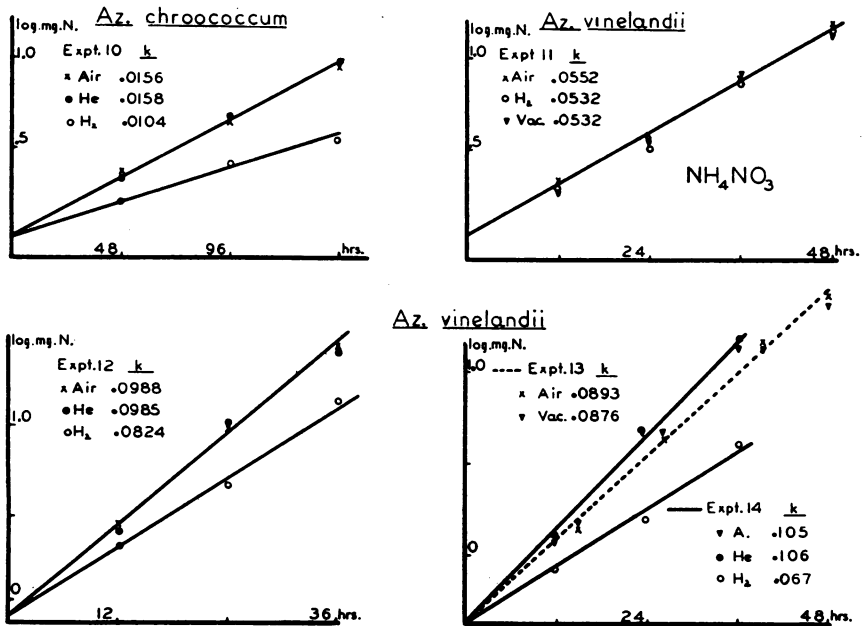 Az. chroococcum
log.mg.N.
Expt.10 k
1.0
x Air .0156
● He .0158
○ H₂ .0104
.5
48 96 hrs.
Az. vinelandii
log.mg.N.
1.0
Expt 11 k
x Air .0552
○ H₂ .0532
▼ Vac. .0532
.5
NH₄NO₃
24 48 hrs.
Az. vinelandii
log.mg.N.
Expt.12 k
x Air .0988
● He .0985
○ H₂ .0824
1.0
0
12 36 hrs.
log.mg.N.
1.0
---- Expt.13 k
x Air .0893
▼ Vac. .0876
— Expt.14 k
▼ A. .105
● He .106
○ H₂ .067
0
24 48 hrs.